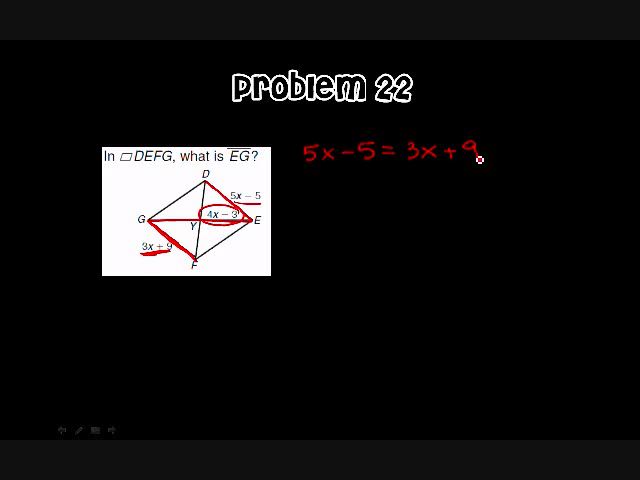 Problem 22
In ▱DEFG, what is EG?
5x − 5 = 3x + 9
D
5x − 5
4x − 3
G
Y
E
3x + 9
F